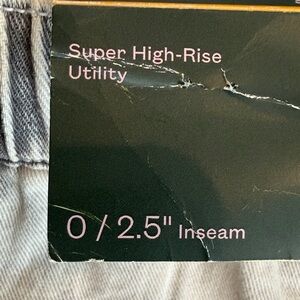 Super High-Rise
Utility
0 / 2.5" Inseam